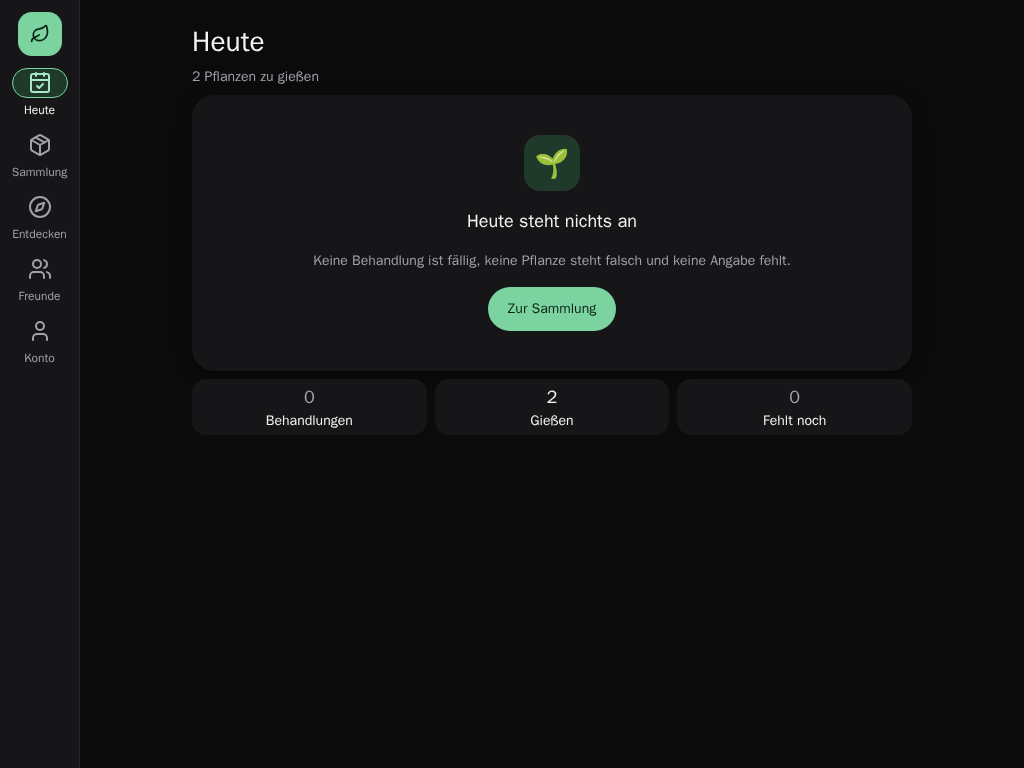 Heute
2 Pflanzen zu gießen
Heute
Sammlung
Entdecken
Freunde
Konto
Heute steht nichts an
Keine Behandlung ist fällig, keine Pflanze steht falsch und keine Angabe fehlt.
Zur Sammlung
0
Behandlungen
2
Gießen
0
Fehlt noch